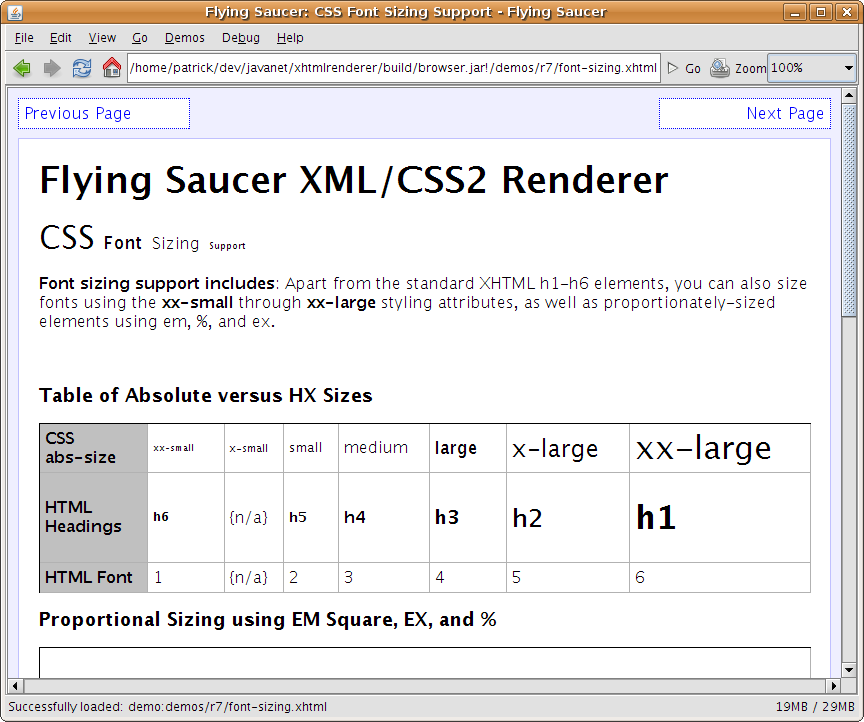 Flying Saucer: CSS Font Sizing Support - Flying Saucer
File Edit View Go Demos Debug Help
/home/patrick/dev/javanet/xhtmlrenderer/build/browser.jar!/demos/r7/font-sizing.xhtml Go Zoom 100%
Previous Page Next Page
Flying Saucer XML/CSS2 Renderer
CSS Font Sizing Support
Font sizing support includes: Apart from the standard XHTML h1-h6 elements, you can also size
fonts using the xx-small through xx-large styling attributes, as well as proportionately-sized
elements using em, %, and ex.
Table of Absolute versus HX Sizes
CSS
abs-size xx-small x-small small medium large x-large xx-large
HTML
Headings h6 {n/a} h5 h4 h3 h2 h1
HTML Font 1 {n/a} 2 3 4 5 6
Proportional Sizing using EM Square, EX, and %
Successfully loaded: demo:demos/r7/font-sizing.xhtml 19MB / 29MB